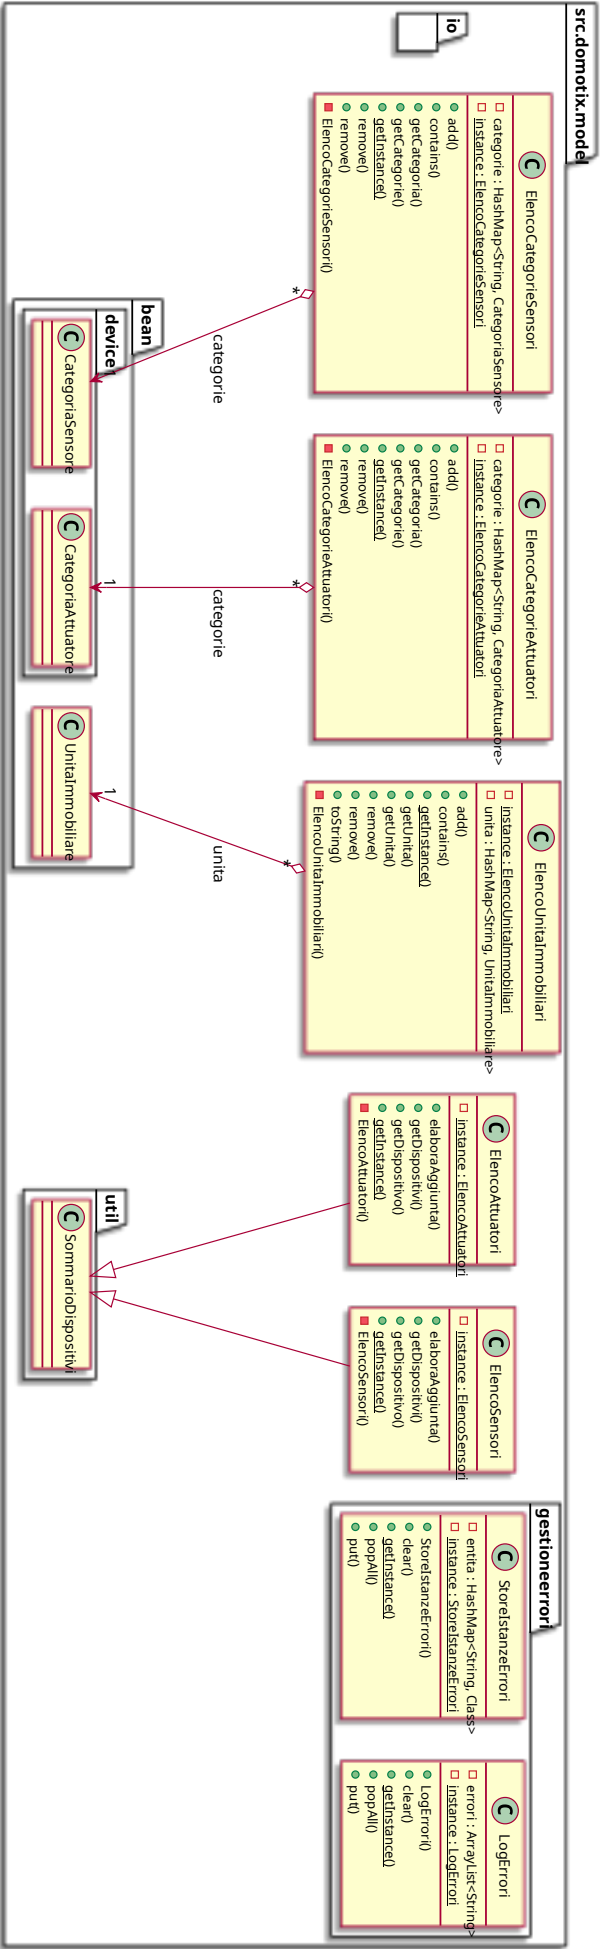 src.domotix.model
io
ElencoCategorieSensori
categorie : HashMap<String, CategoriaSensore>
instance : ElencoCategorieSensori
add()
contains()
getCategoria()
getCategorie()
getInstance()
remove()
remove()
ElencoCategorieSensori()
ElencoCategorieAttuatori
categorie : HashMap<String, CategoriaAttuatore>
instance : ElencoCategorieAttuatori
add()
contains()
getCategoria()
getCategorie()
getInstance()
remove()
remove()
ElencoCategorieAttuatori()
ElencoUnitaImmobiliari
instance : ElencoUnitaImmobiliari
unita : HashMap<String, UnitaImmobiliare>
add()
contains()
getInstance()
getUnita()
getUnita()
remove()
remove()
toString()
ElencoUnitaImmobiliari()
ElencoAttuatori
instance : ElencoAttuatori
elaboraAggiunta()
getDispositivi()
getDispositivo()
getInstance()
ElencoAttuatori()
ElencoSensori
instance : ElencoSensori
elaboraAggiunta()
getDispositivi()
getDispositivo()
getInstance()
ElencoSensori()
gestioneerrori
StoreIstanzeErrori
entita : HashMap<String, Class>
instance : StoreIstanzeErrori
StoreIstanzeErrori()
clear()
getInstance()
popAll()
put()
LogErrori
errori : ArrayList<String>
instance : LogErrori
LogErrori()
clear()
getInstance()
popAll()
put()
*
categorie
1
*
categorie
1
*
unita
1
bean
device
CategoriaSensore
CategoriaAttuatore
UnitaImmobiliare
util
SommarioDispositivi